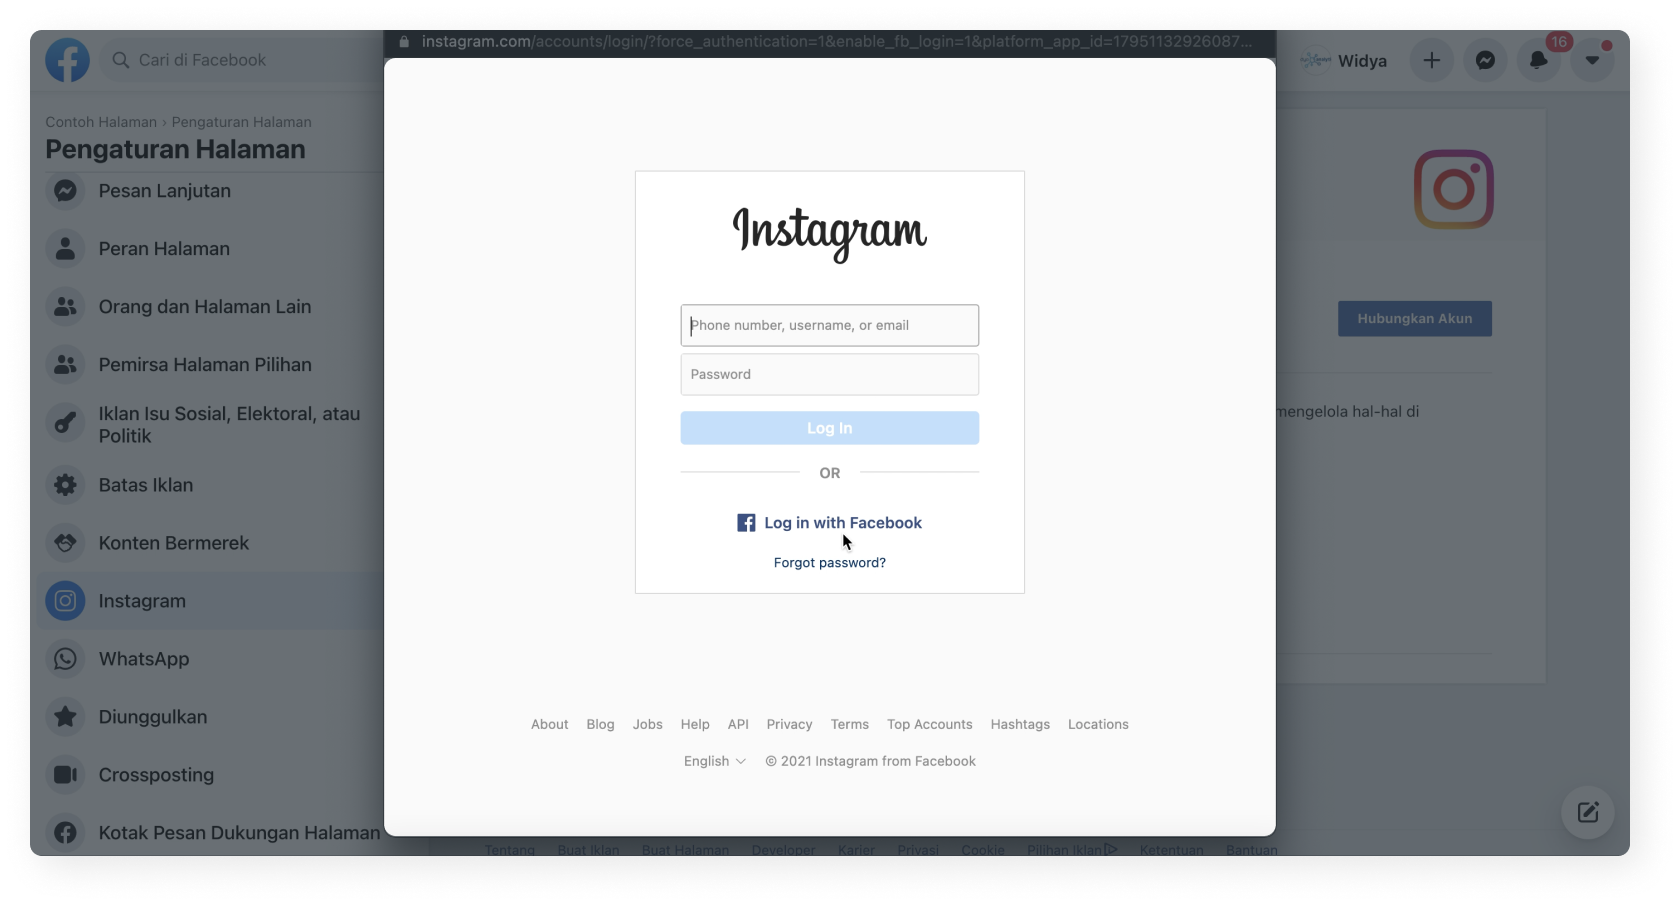 instagram.com/accounts/login/?force_authentication=1&enable_fb_login=1&platform_app_id=17951132926087...
Cari di Facebook
Widya
16
Contoh Halaman › Pengaturan Halaman
Pengaturan Halaman
Pesan Lanjutan
Peran Halaman
Orang dan Halaman Lain
Pemirsa Halaman Pilihan
Iklan Isu Sosial, Elektoral, atau
Politik
Batas Iklan
Konten Bermerek
Instagram
WhatsApp
Diunggulkan
Crossposting
Kotak Pesan Dukungan Halaman
Instagram
Phone number, username, or email
Password
Log In
OR
Log in with Facebook
Forgot password?
About Blog Jobs Help API Privacy Terms Top Accounts Hashtags Locations
English © 2021 Instagram from Facebook
Hubungkan Akun
mengelola hal-hal di
Tentang Buat Iklan Buat Halaman Developer Karier Privasi Cookie Pilihan Iklan Ketentuan Bantuan